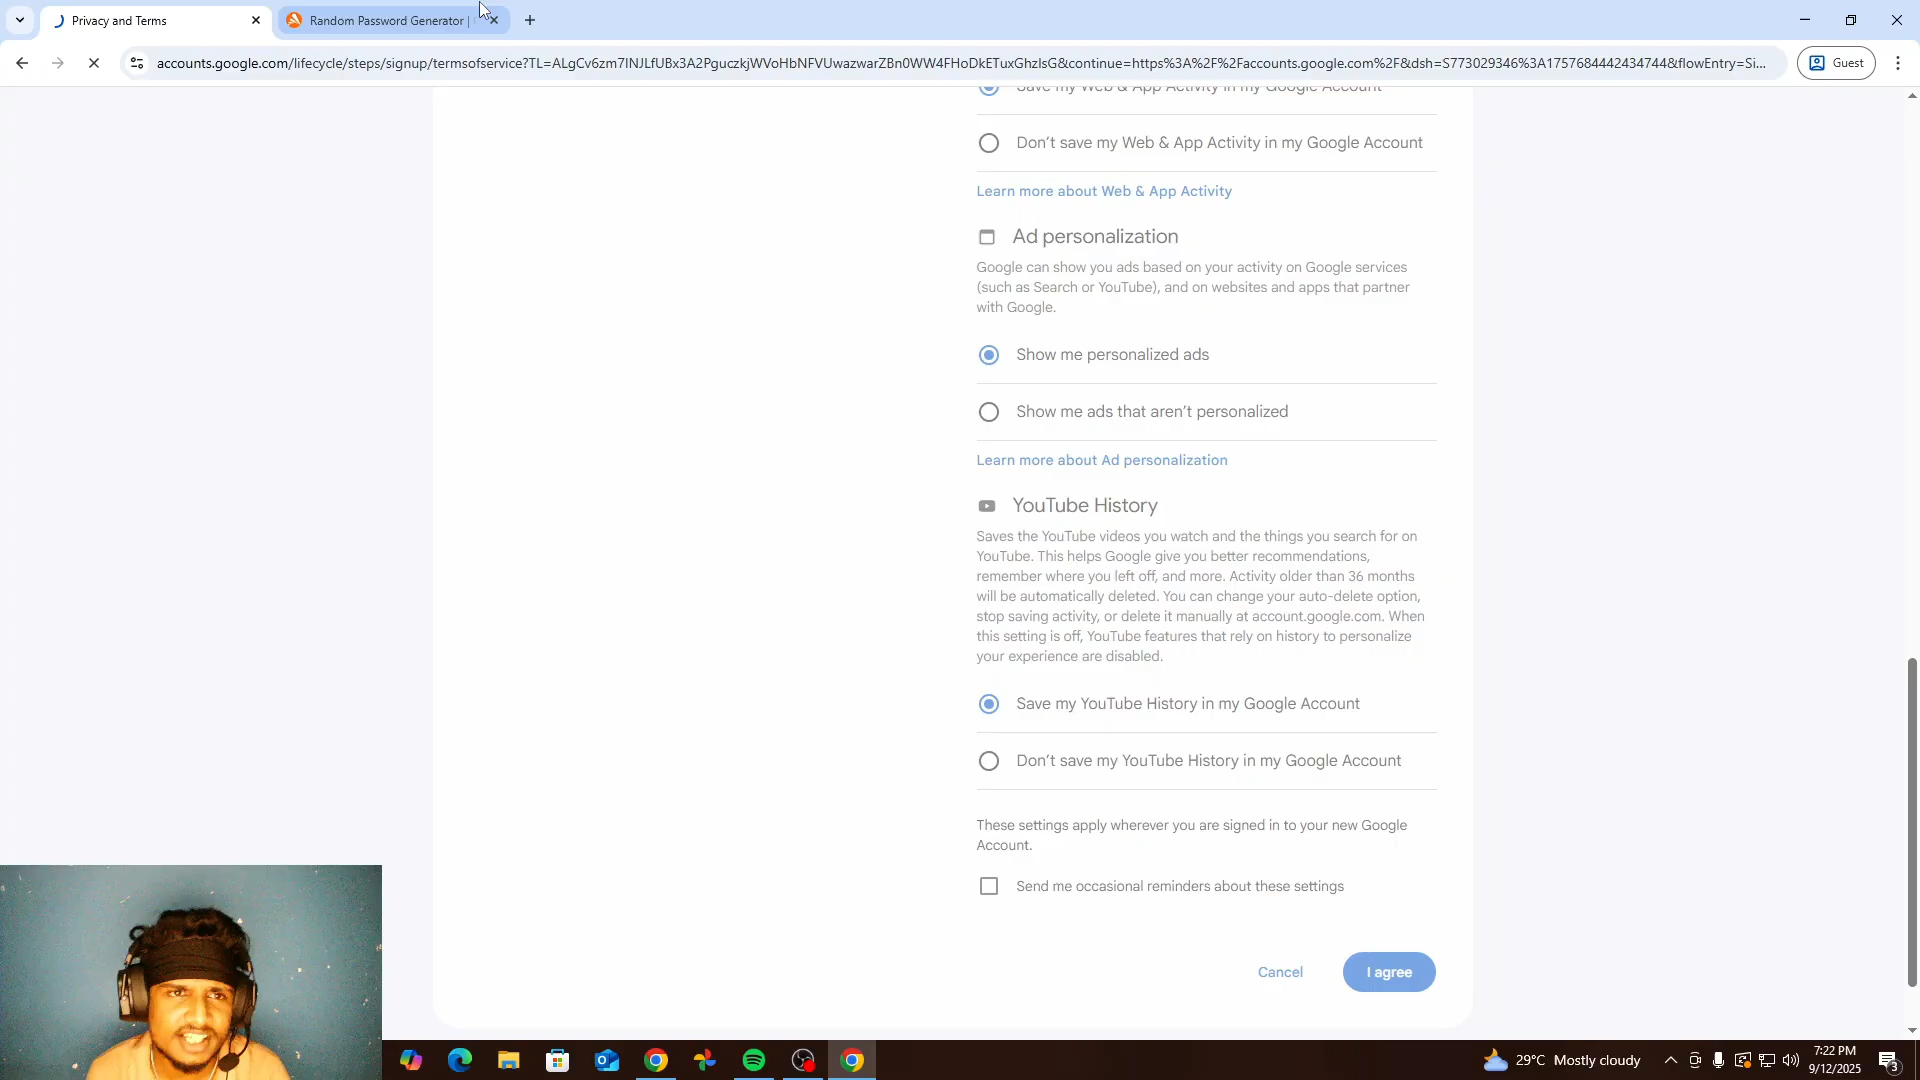 Privacy and Terms
Random Password Generator |
accounts.google.com/lifecycle/steps/signup/termsofservice?TL=ALgCv6zm7INJLfUBx3A2PguczkjWVoHbNFVUwazwarZBn0WW4FHoDkETuxGhzIsG&continue=https%3A%2F%2Faccounts.google.com%2F&dsh=S773029346%3A1757684442434744&flowEntry=Si...
Guest
Save my Web & App Activity in my Google Account
Don't save my Web & App Activity in my Google Account
Learn more about Web & App Activity
Ad personalization
Google can show you ads based on your activity on Google services
(such as Search or YouTube), and on websites and apps that partner
with Google.
Show me personalized ads
Show me ads that aren't personalized
Learn more about Ad personalization
YouTube History
Saves the YouTube videos you watch and the things you search for on
YouTube. This helps Google give you better recommendations,
remember where you left off, and more. Activity older than 36 months
will be automatically deleted. You can change your auto-delete option,
stop saving activity, or delete it manually at account.google.com. When
this setting is off, YouTube features that rely on history to personalize
your experience are disabled.
Save my YouTube History in my Google Account
Don't save my YouTube History in my Google Account
These settings apply wherever you are signed in to your new Google
Account.
Send me occasional reminders about these settings
Cancel
I agree
29°C Mostly cloudy
7:22 PM
9/12/2025
3